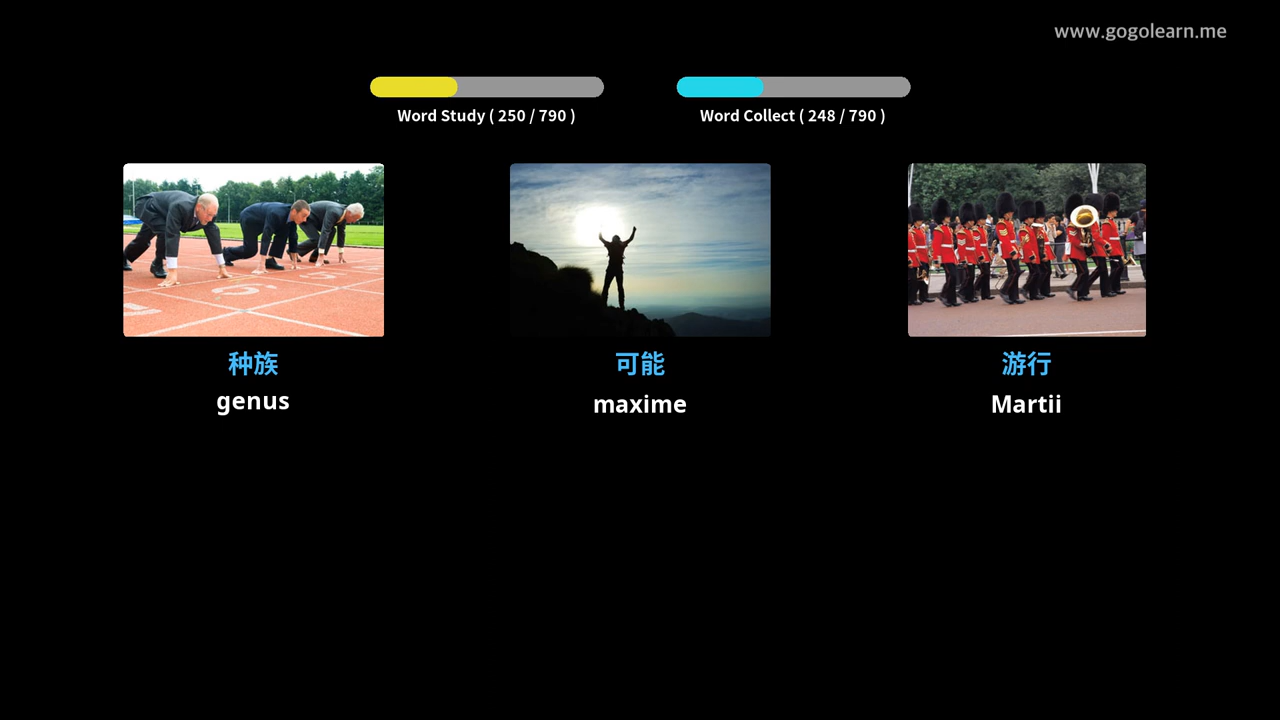 www.gogolearn.me
Word Study ( 250 / 790 )
Word Collect ( 248 / 790 )
种族
genus
可能
maxime
游行
Martii